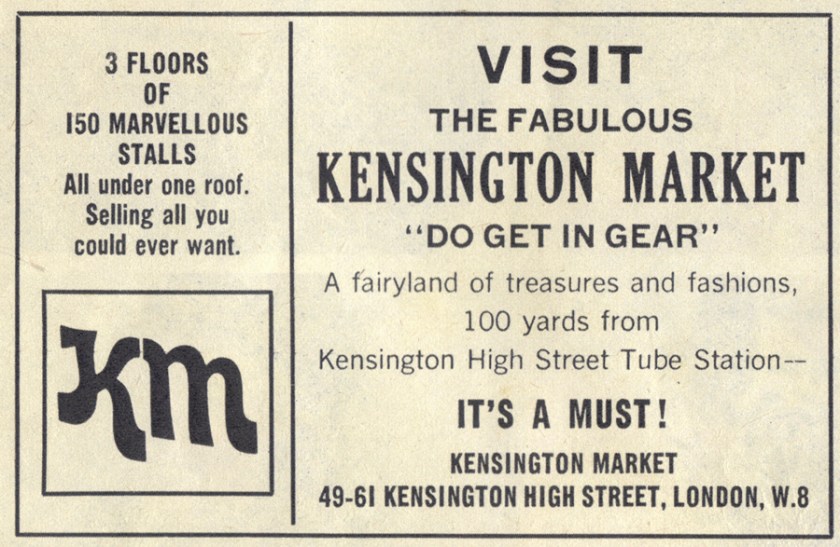 3 FLOORS
OF
150 MARVELLOUS
STALLS
All under one roof.
Selling all you
could ever want.
KM
VISIT
THE FABULOUS
KENSINGTON MARKET
"DO GET IN GEAR"
A fairyland of treasures and fashions,
100 yards from
Kensington High Street Tube Station--
IT'S A MUST!
KENSINGTON MARKET
49-61 KENSINGTON HIGH STREET, LONDON, W.8